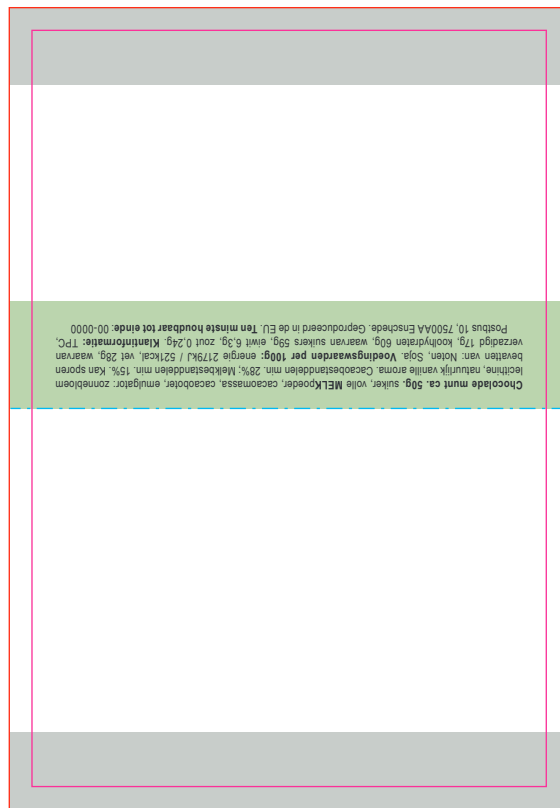 Chocolade munt ca. 50g. suiker, volle MELKpoeder, cacaomassa, cacaoboter, emulgator: zonnebloem
lecithine, natuurlijk vanille aroma. Cacaobestanddelen min. 28%; Melkbestanddelen min. 15%. Kan sporen
bevatten van: Noten, Soja. Voedingswaarden per 100g: energie 2179kJ / 521kcal, vet 28g, waarvan
verzadigd 17g, koolhydraten 60g, waarvan suikers 59g, eiwit 6,3g, zout 0,24g. Klantinformatie: TPC,
Postbus 10, 7500AA Enschede. Geproduceerd in de EU. Ten minste houdbaar tot einde: 00-0000